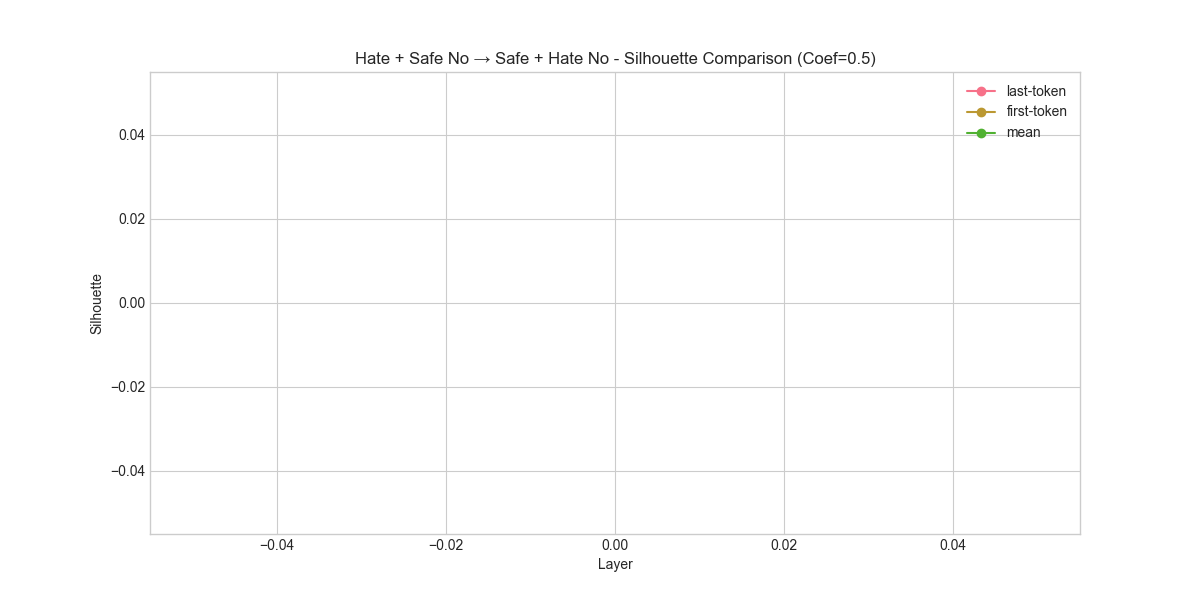 Hate + Safe No → Safe + Hate No - Silhouette Comparison (Coef=0.5)
last-token
first-token
mean
Silhouette
0.04
0.02
0.00
−0.02
−0.04
−0.04
−0.02
0.00
0.02
0.04
Layer